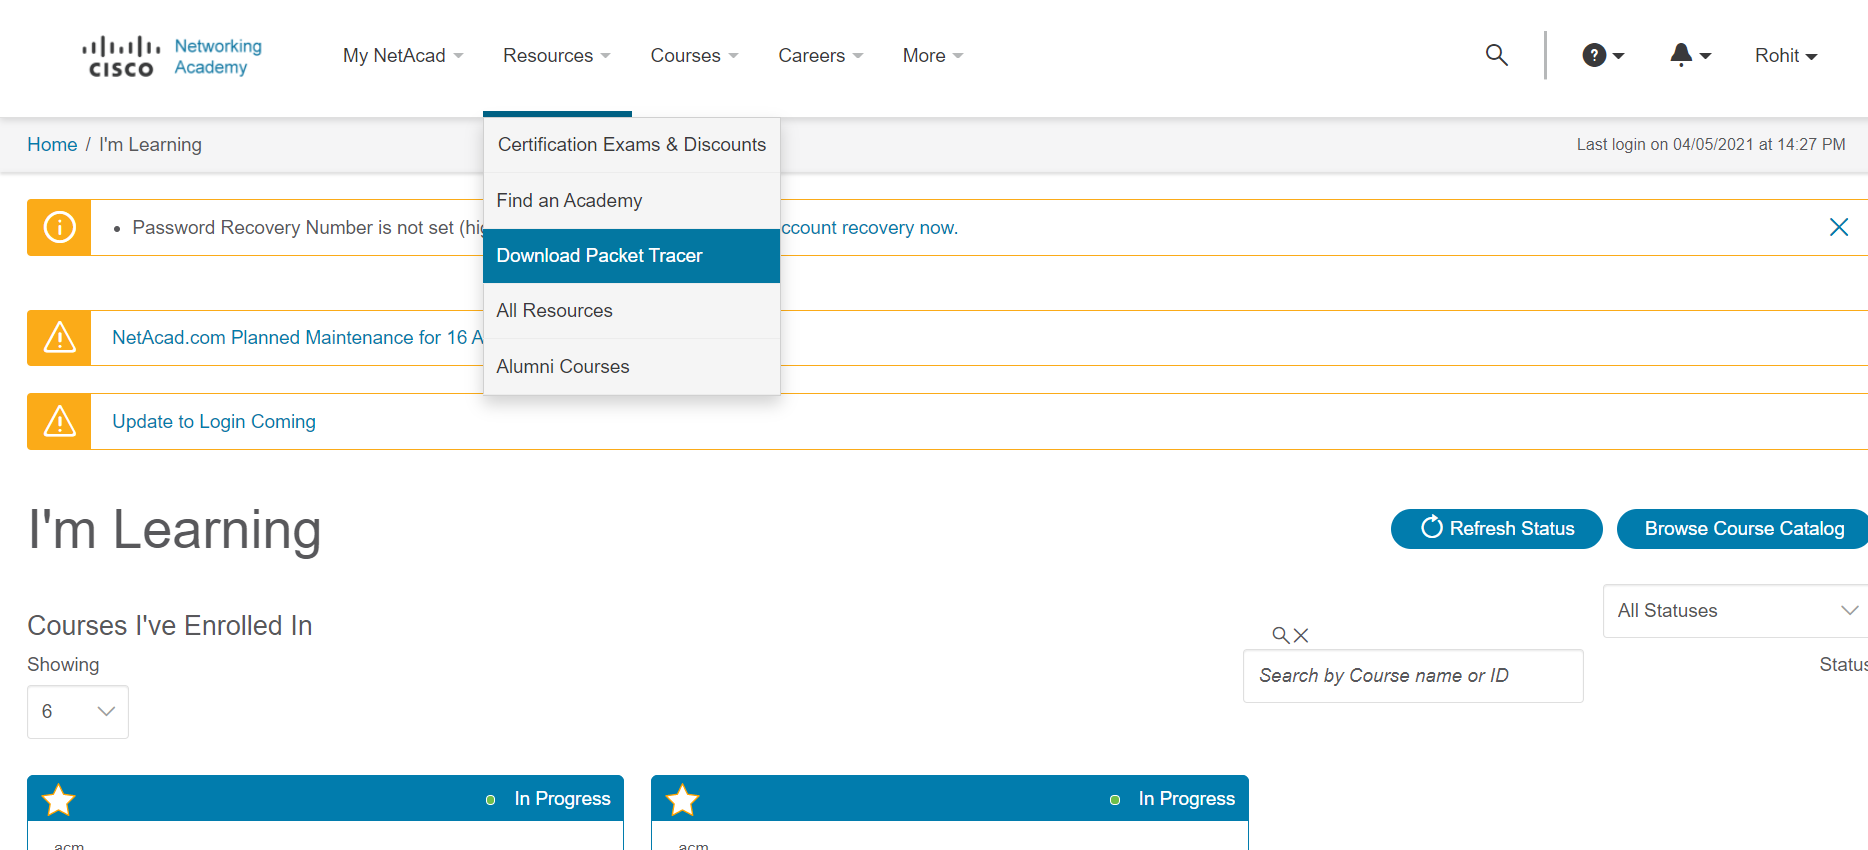 CISCO Networking Academy
My NetAcad Resources Courses Careers More Rohit
Home / I'm Learning
Last login on 04/05/2021 at 14:27 PM
Certification Exams & Discounts
Find an Academy
Download Packet Tracer
All Resources
Alumni Courses
• Password Recovery Number is not set ccount recovery now.
NetAcad.com Planned Maintenance for 16 A
Update to Login Coming
I'm Learning
Refresh Status
Browse Course Catalog
Courses I've Enrolled In
Showing
6
All Statuses
Search by Course name or ID
Status
In Progress
In Progress
acm
acm